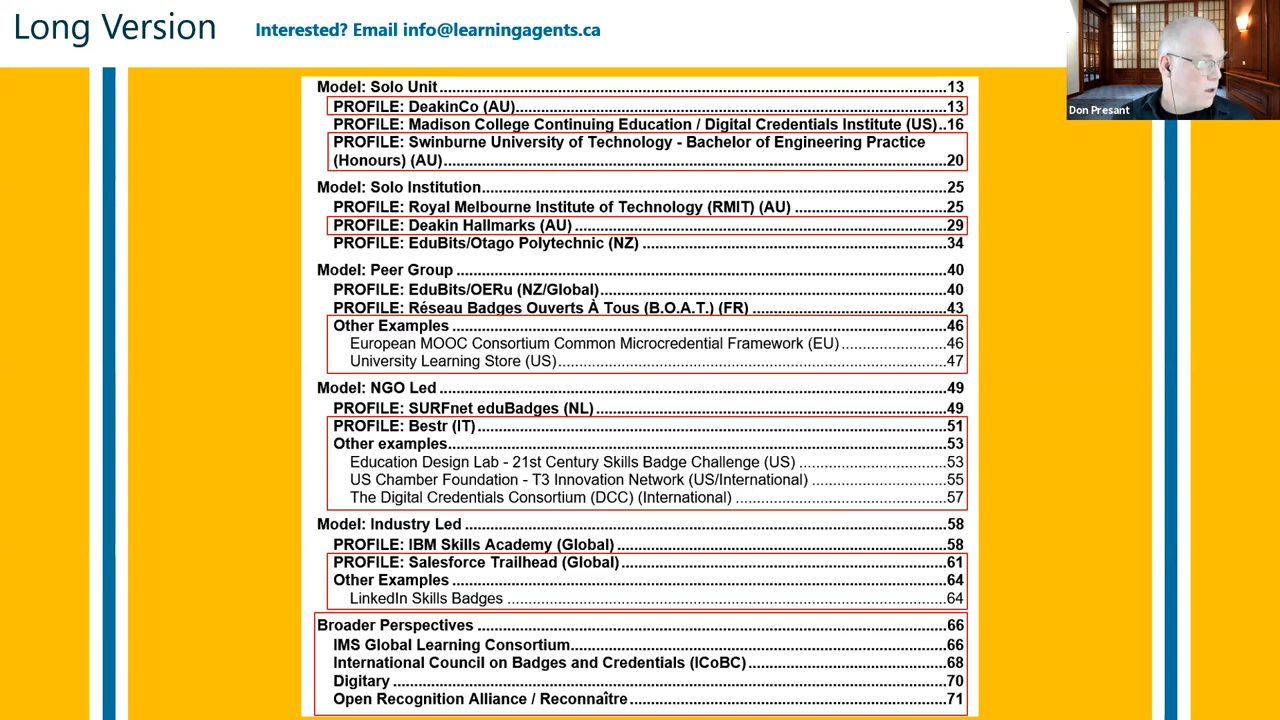 Long Version
Interested? Email info@learningagents.ca
Don Presant
Model: Solo Unit....................13
PROFILE: DeakinCo (AU)....................13
PROFILE: Madison College Continuing Education / Digital Credentials Institute (US)..16
PROFILE: Swinburne University of Technology - Bachelor of Engineering Practice
(Honours) (AU)....................20
Model: Solo Institution....................25
PROFILE: Royal Melbourne Institute of Technology (RMIT) (AU) ....................25
PROFILE: Deakin Hallmarks (AU) ....................29
PROFILE: EduBits/Otago Polytechnic (NZ) ....................34
Model: Peer Group ....................40
PROFILE: EduBits/OERu (NZ/Global)....................40
PROFILE: Réseau Badges Ouverts À Tous (B.O.A.T.) (FR) ....................43
Other Examples ....................46
European MOOC Consortium Common Microcredential Framework (EU) ....................46
University Learning Store (US)....................47
Model: NGO Led ....................49
PROFILE: SURFnet eduBadges (NL)....................49
PROFILE: Bestr (IT)....................51
Other examples....................53
Education Design Lab - 21st Century Skills Badge Challenge (US) ....................53
US Chamber Foundation - T3 Innovation Network (US/International) ....................55
The Digital Credentials Consortium (DCC) (International) ....................57
Model: Industry Led ....................58
PROFILE: IBM Skills Academy (Global) ....................58
PROFILE: Salesforce Trailhead (Global)....................61
Other Examples ....................64
LinkedIn Skills Badges ....................64
Broader Perspectives ....................66
IMS Global Learning Consortium....................66
International Council on Badges and Credentials (ICoBC)....................68
Digitary ....................70
Open Recognition Alliance / Reconnaître....................71